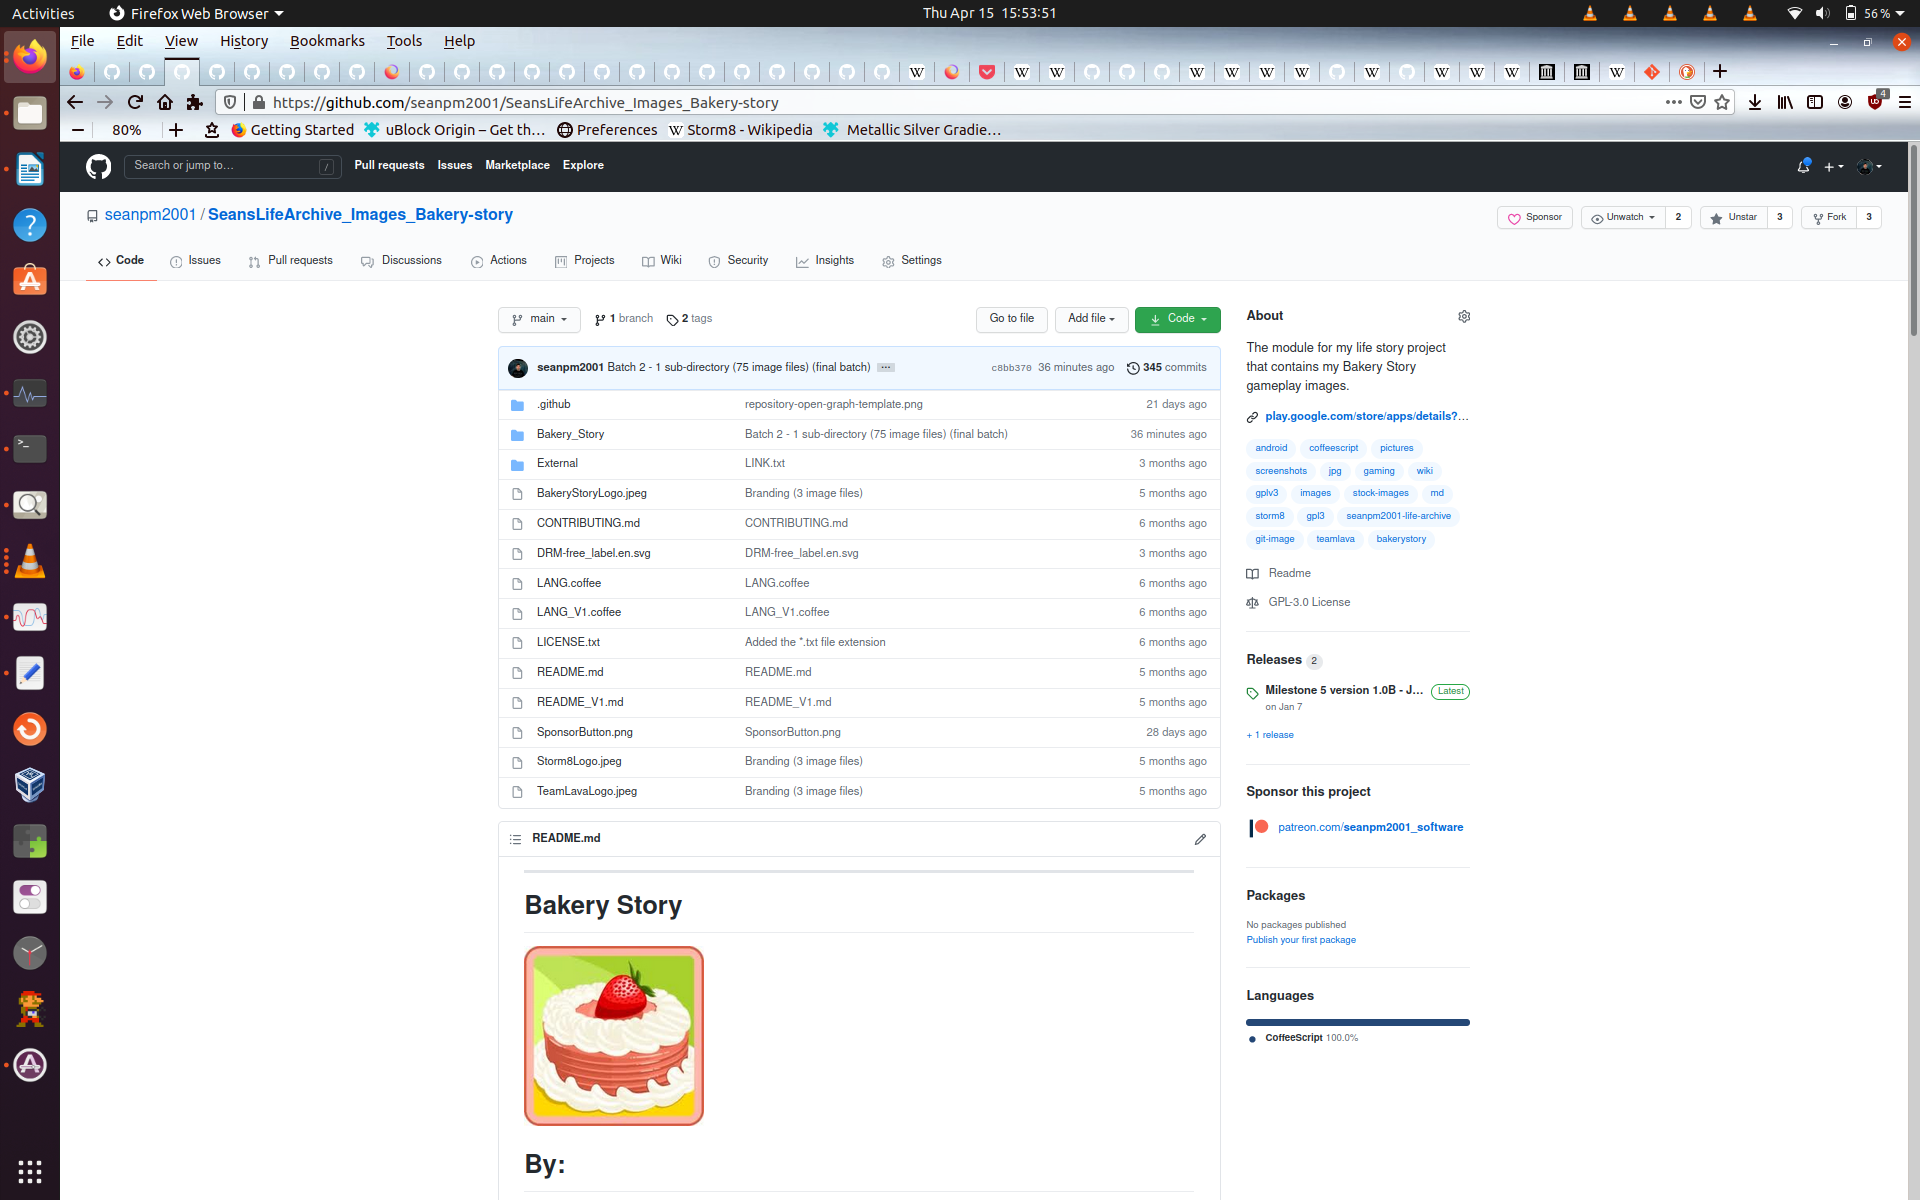 Activities
Firefox Web Browser
Thu Apr 15  15:53:51
56 %
File
Edit
View
History
Bookmarks
Tools
Help
https://github.com/seanpm2001/SeansLifeArchive_Images_Bakery-story
4
80%
Getting Started
uBlock Origin – Get th…
Preferences
Storm8 - Wikipedia
Metallic Silver Gradie…
Search or jump to…
/
Pull requests
Issues
Marketplace
Explore
seanpm2001 / SeansLifeArchive_Images_Bakery-story
Sponsor
Unwatch
2
Unstar
3
Fork
3
Code
Issues
Pull requests
Discussions
Actions
Projects
Wiki
Security
Insights
Settings
main
1 branch
2 tags
Go to file
Add file
Code
seanpm2001 Batch 2 - 1 sub-directory (75 image files) (final batch)
c8bb370 36 minutes ago
345 commits
.github
repository-open-graph-template.png
21 days ago
Bakery_Story
Batch 2 - 1 sub-directory (75 image files) (final batch)
36 minutes ago
External
LINK.txt
3 months ago
BakeryStoryLogo.jpeg
Branding (3 image files)
5 months ago
CONTRIBUTING.md
CONTRIBUTING.md
6 months ago
DRM-free_label.en.svg
DRM-free_label.en.svg
3 months ago
LANG.coffee
LANG.coffee
6 months ago
LANG_V1.coffee
LANG_V1.coffee
6 months ago
LICENSE.txt
Added the *.txt file extension
6 months ago
README.md
README.md
5 months ago
README_V1.md
README_V1.md
5 months ago
SponsorButton.png
SponsorButton.png
28 days ago
Storm8Logo.jpeg
Branding (3 image files)
5 months ago
TeamLavaLogo.jpeg
Branding (3 image files)
5 months ago
README.md
Bakery Story
By:
About
The module for my life story project
that contains my Bakery Story
gameplay images.
play.google.com/store/apps/details?…
android
coffeescript
pictures
screenshots
jpg
gaming
wiki
gplv3
images
stock-images
md
storm8
gpl3
seanpm2001-life-archive
git-image
teamlava
bakerystory
Readme
GPL-3.0 License
Releases 2
Milestone 5 version 1.0B - J…
Latest
on Jan 7
+ 1 release
Sponsor this project
patreon.com/seanpm2001_software
Packages
No packages published
Publish your first package
Languages
CoffeeScript 100.0%